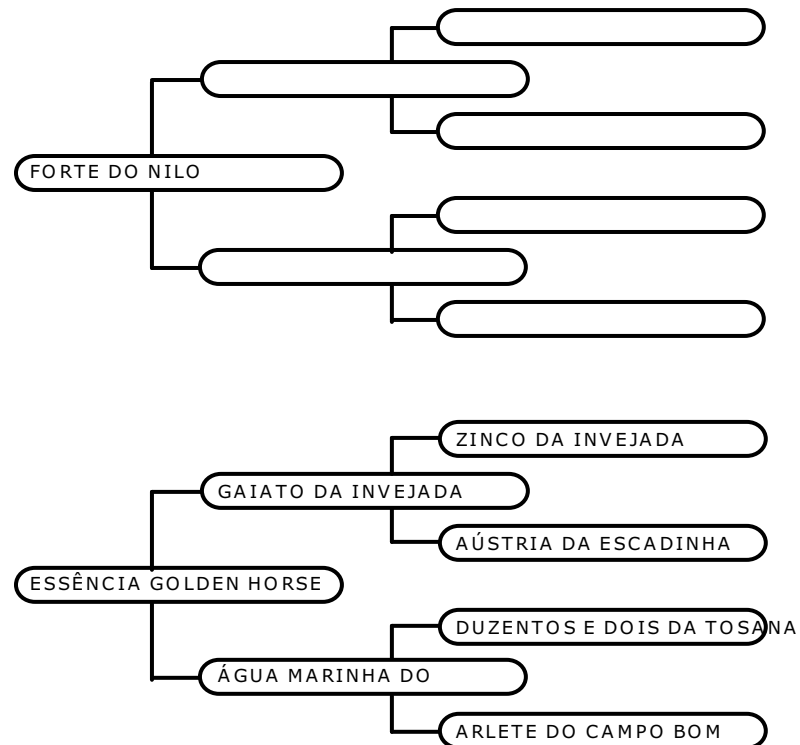 FORTE DO NILO
ZINCO DA INVEJADA
GAIATO DA INVEJADA
AÚSTRIA DA ESCADINHA
ESSÊNCIA GOLDEN HORSE
DUZENTOS E DOIS DA TOSANA
ÁGUA MARINHA DO
ARLETE DO CAMPO BOM